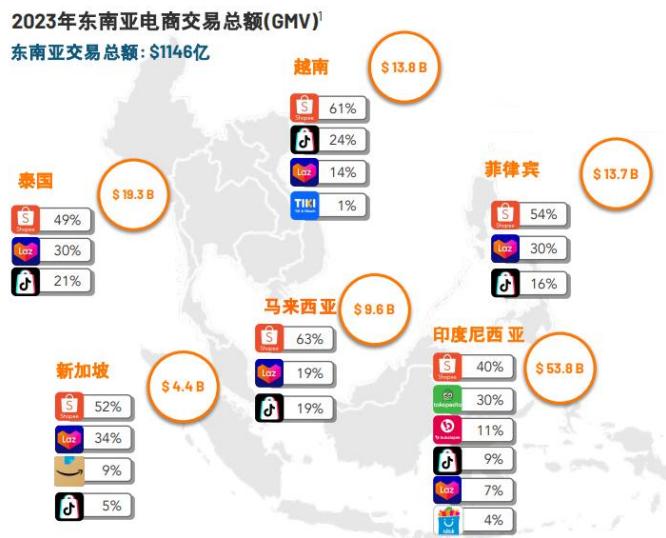 2023年东南亚电商交易总额(GMV)1
东南亚交易总额: $1146亿
越南
$ 13.8 B
Shopee 61%
24%
Laz 14%
TIKI 1%
泰国
$ 19.3 B
Shopee 49%
Laz 30%
21%
菲律宾
$ 13.7 B
Shopee 54%
Laz 30%
16%
马来西亚
$ 9.6 B
Shopee 63%
Laz 19%
19%
新加坡
$ 4.4 B
Shopee 52%
Laz 34%
9%
5%
印度尼西亚
$ 53.8 B
Shopee 40%
tokopedia 30%
11%
9%
Laz 7%
4%